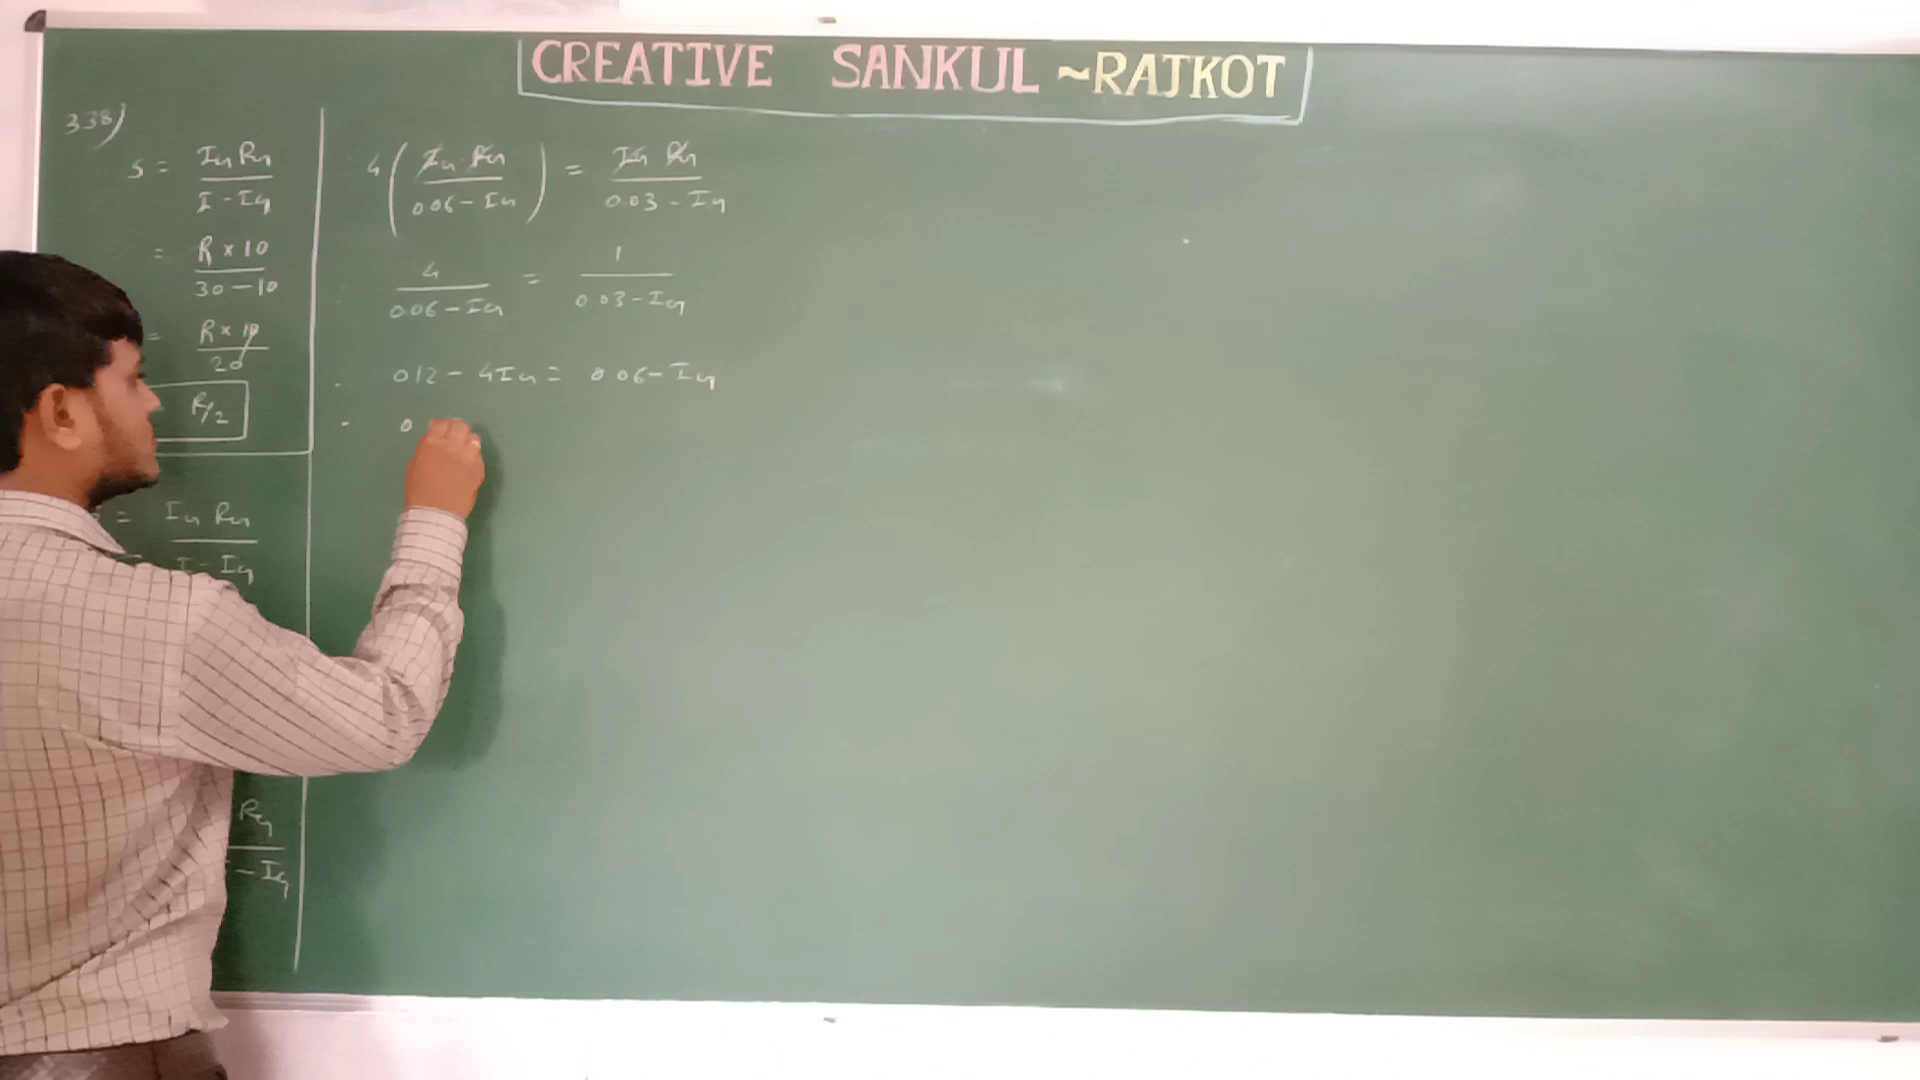 CREATIVE SANKUL ~RAJKOT
338)
S = IG RG / I - IG
= R × 10 / 30 - 10
= R × 10 / 20
R/2
= IG RG / I - IG
RG / - IG
4 ( IG · RG / 0.06 - IG ) = IG RG / 0.03 - IG
4 / 0.06 - IG = 1 / 0.03 - IG
0.12 - 4IG = 0.06 - IG
0